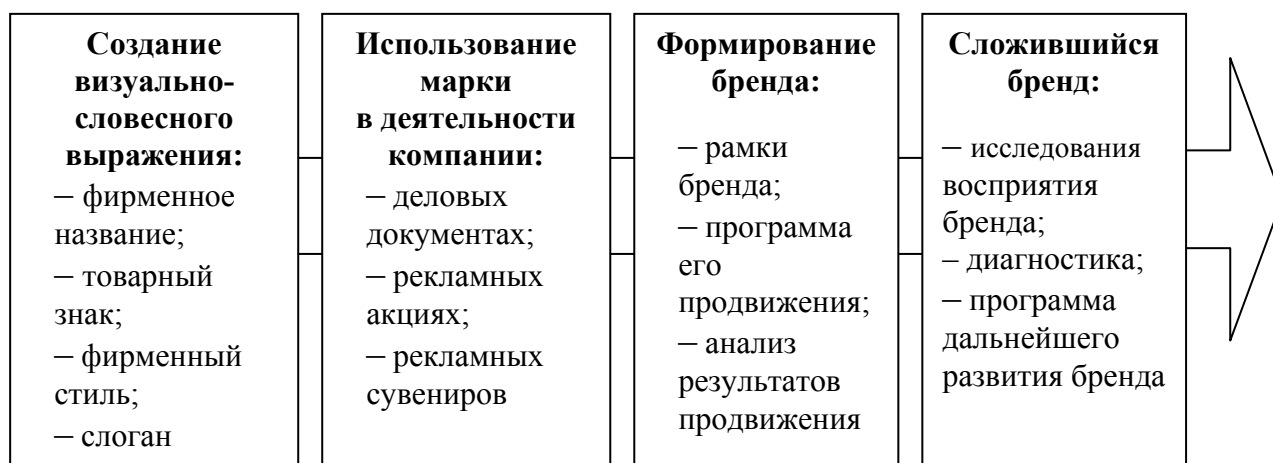 Создание
визуально-
словесного
выражения:
– фирменное
название;
– товарный
знак;
– фирменный
стиль;
– слоган
Использование
марки
в деятельности
компании:
– деловых
документах;
– рекламных
акциях;
– рекламных
сувениров
Формирование
бренда:
– рамки
бренда;
– программа
его
продвижения;
– анализ
результатов
продвижения
Сложившийся
бренд:
– исследования
восприятия
бренда;
– диагностика;
– программа
дальнейшего
развития бренда